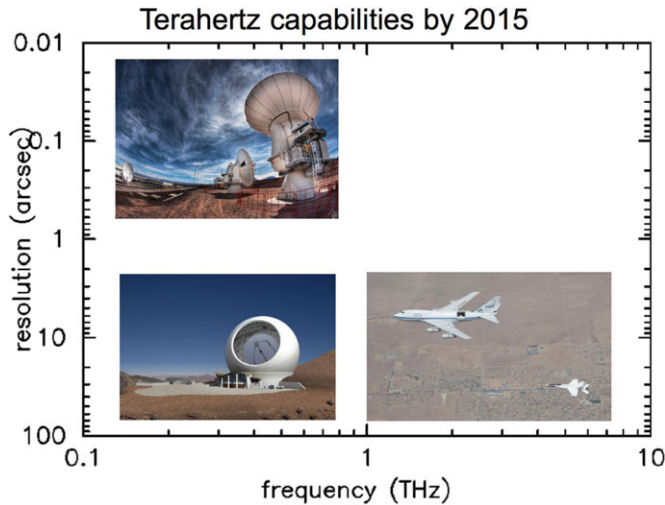 Terahertz capabilities by 2015
0.01
0.1
1
10
100
resolution (arcsec)
0.1
1
10
frequency (THz)